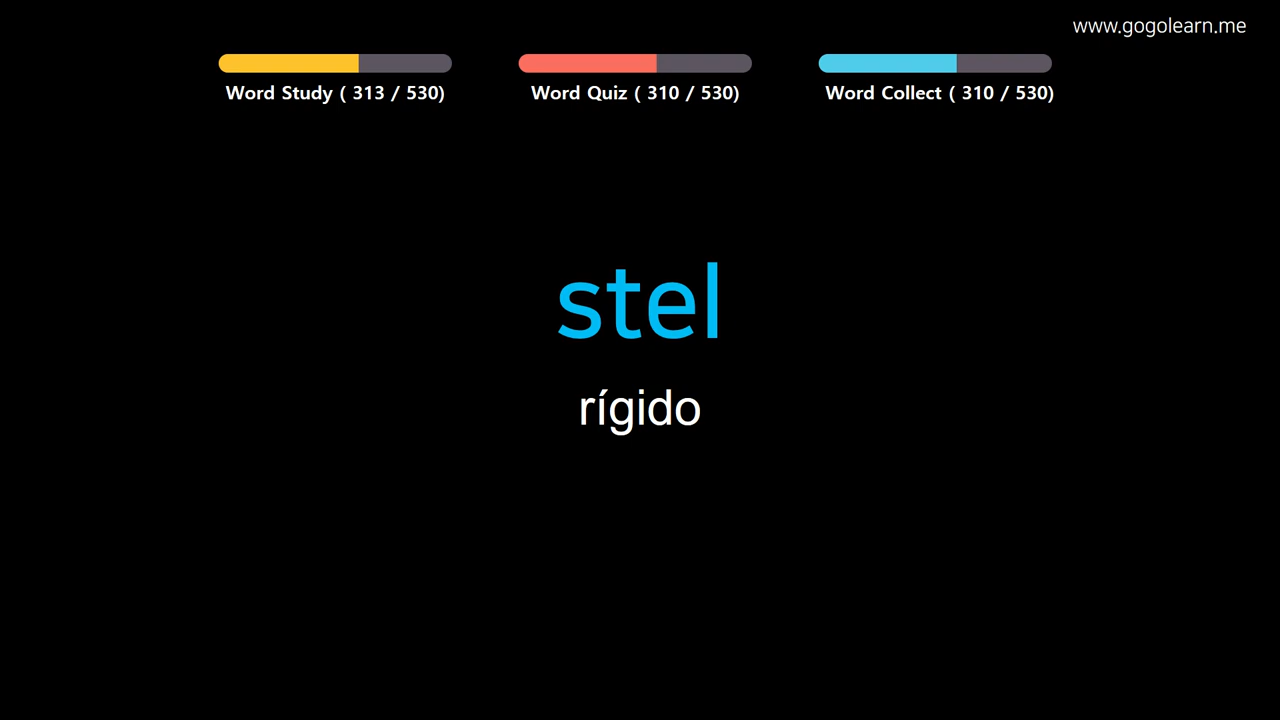 www.gogolearn.me
Word Study ( 313 / 530)
Word Quiz ( 310 / 530)
Word Collect ( 310 / 530)
stel
rígido